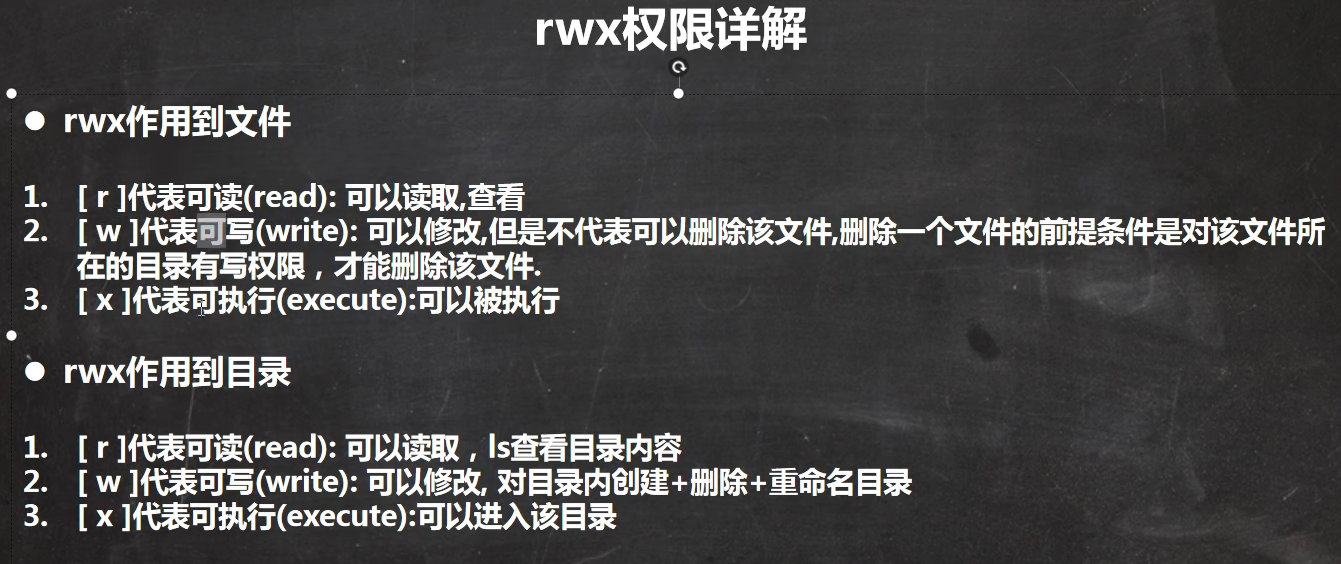 rwx权限详解
● rwx作用到文件
1. [ r ]代表可读(read): 可以读取,查看
2. [ w ]代表可写(write): 可以修改,但是不代表可以删除该文件,删除一个文件的前提条件是对该文件所
在的目录有写权限，才能删除该文件.
3. [ x ]代表可执行(execute):可以被执行
● rwx作用到目录
1. [ r ]代表可读(read): 可以读取，ls查看目录内容
2. [ w ]代表可写(write): 可以修改, 对目录内创建+删除+重命名目录
3. [ x ]代表可执行(execute):可以进入该目录